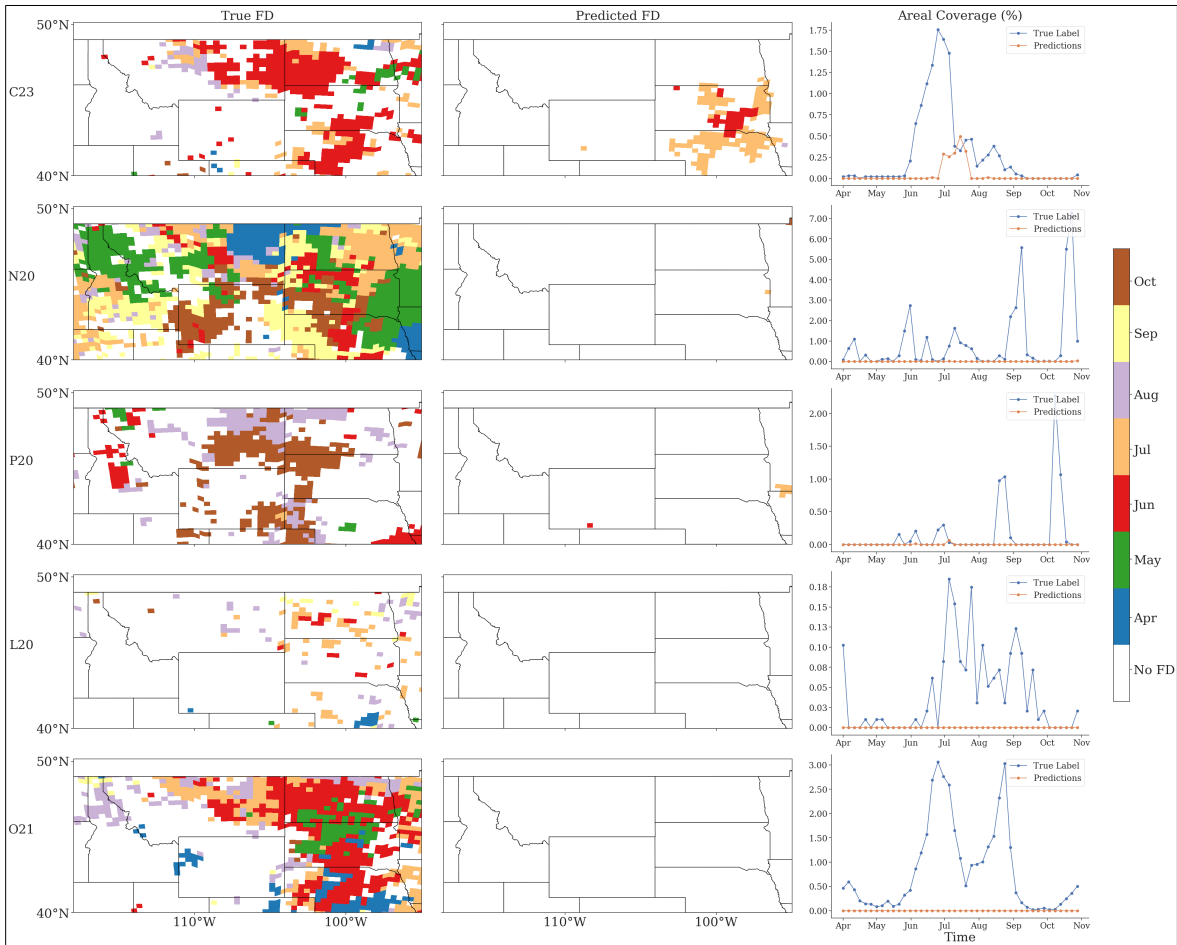 True FD
Predicted FD
Areal Coverage (%)
C23
50°N
40°N
1.75
1.50
1.25
1.00
0.75
0.50
0.25
0.00
Apr May Jun Jul Aug Sep Oct Nov
True Label
Predictions
N20
50°N
40°N
7.00
6.00
5.00
4.00
3.00
2.00
1.00
0.00
Apr May Jun Jul Aug Sep Oct Nov
True Label
Predictions
P20
50°N
40°N
2.00
1.50
1.00
0.50
0.00
Apr May Jun Jul Aug Sep Oct Nov
True Label
Predictions
L20
50°N
40°N
0.18
0.15
0.13
0.10
0.08
0.05
0.03
0.00
Apr May Jun Jul Aug Sep Oct Nov
True Label
Predictions
O21
50°N
40°N
110°W 100°W
110°W 100°W
3.00
2.50
2.00
1.50
1.00
0.50
0.00
Apr May Jun Jul Aug Sep Oct Nov
True Label
Predictions
Time
Oct
Sep
Aug
Jul
Jun
May
Apr
No FD